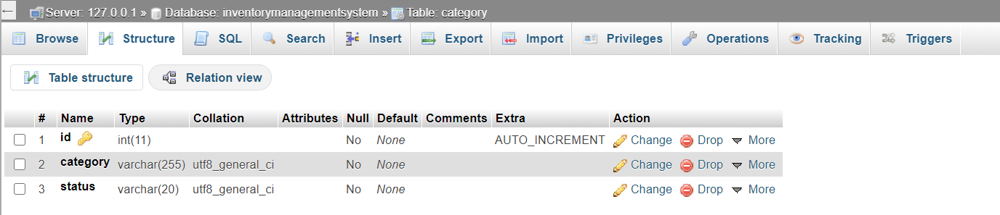 ← Server: 127.0.0.1 » Database: inventorymanagementsystem » Table: category
Browse Structure SQL Search Insert Export Import Privileges Operations Tracking Triggers
Table structure Relation view
# Name Type Collation Attributes Null Default Comments Extra Action
1 id int(11) No None AUTO_INCREMENT Change Drop More
2 category varchar(255) utf8_general_ci No None Change Drop More
3 status varchar(20) utf8_general_ci No None Change Drop More